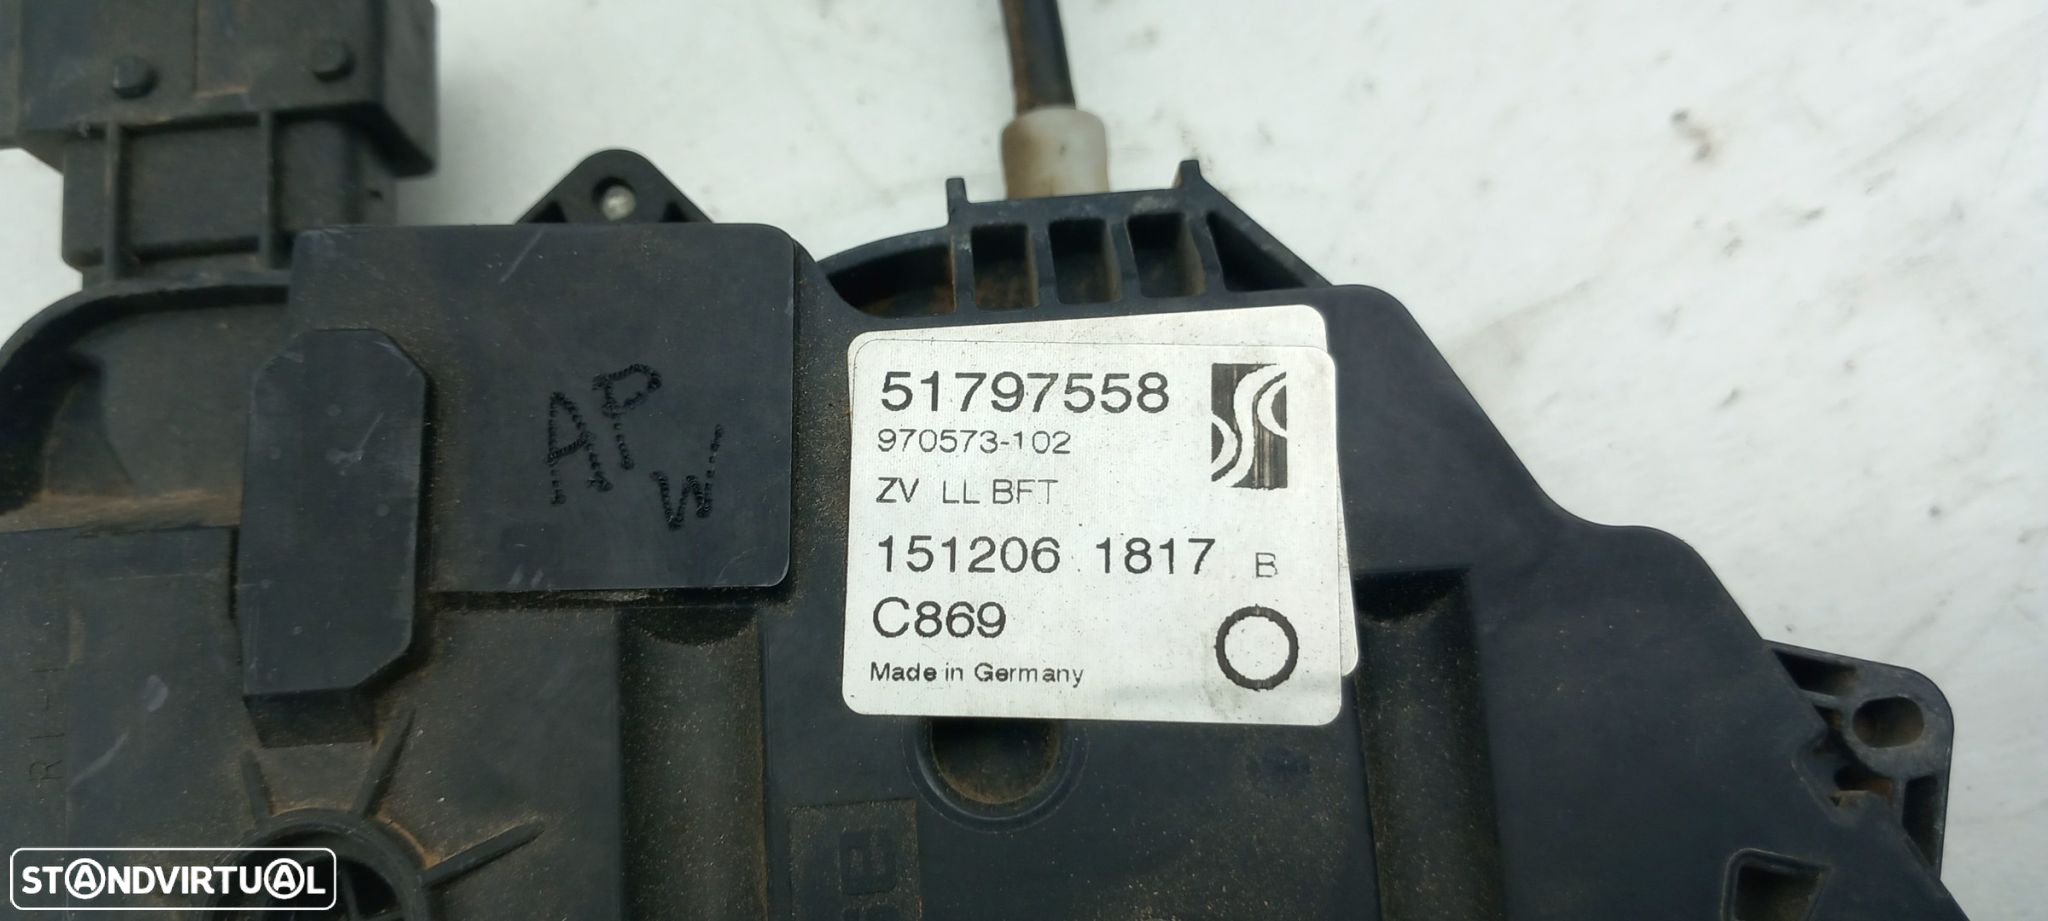 51797558
970573-102
ZV LL BFT
151206 1817 B
C869
Made in Germany
AP
W
STANDVIRTUAL